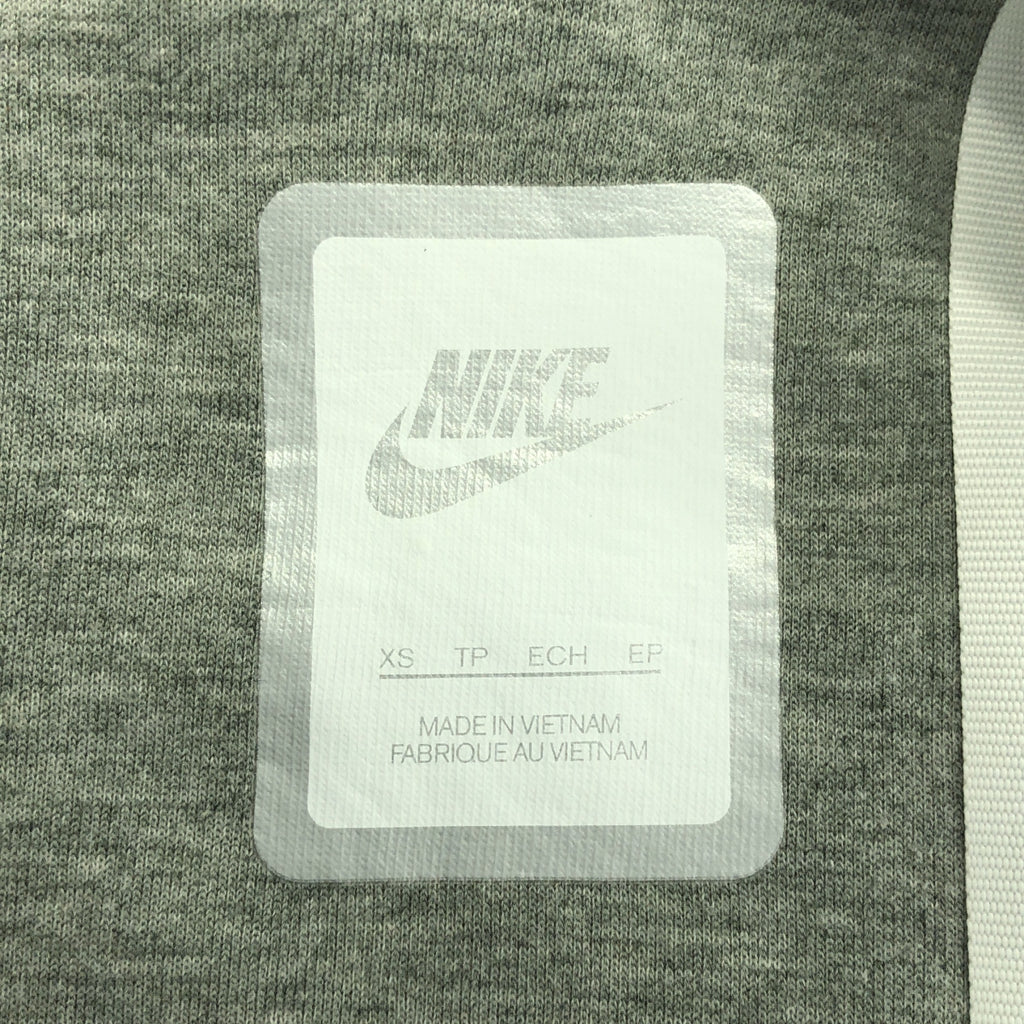 NIKE
XS TP ECH EP
MADE IN VIETNAM
FABRIQUE AU VIETNAM